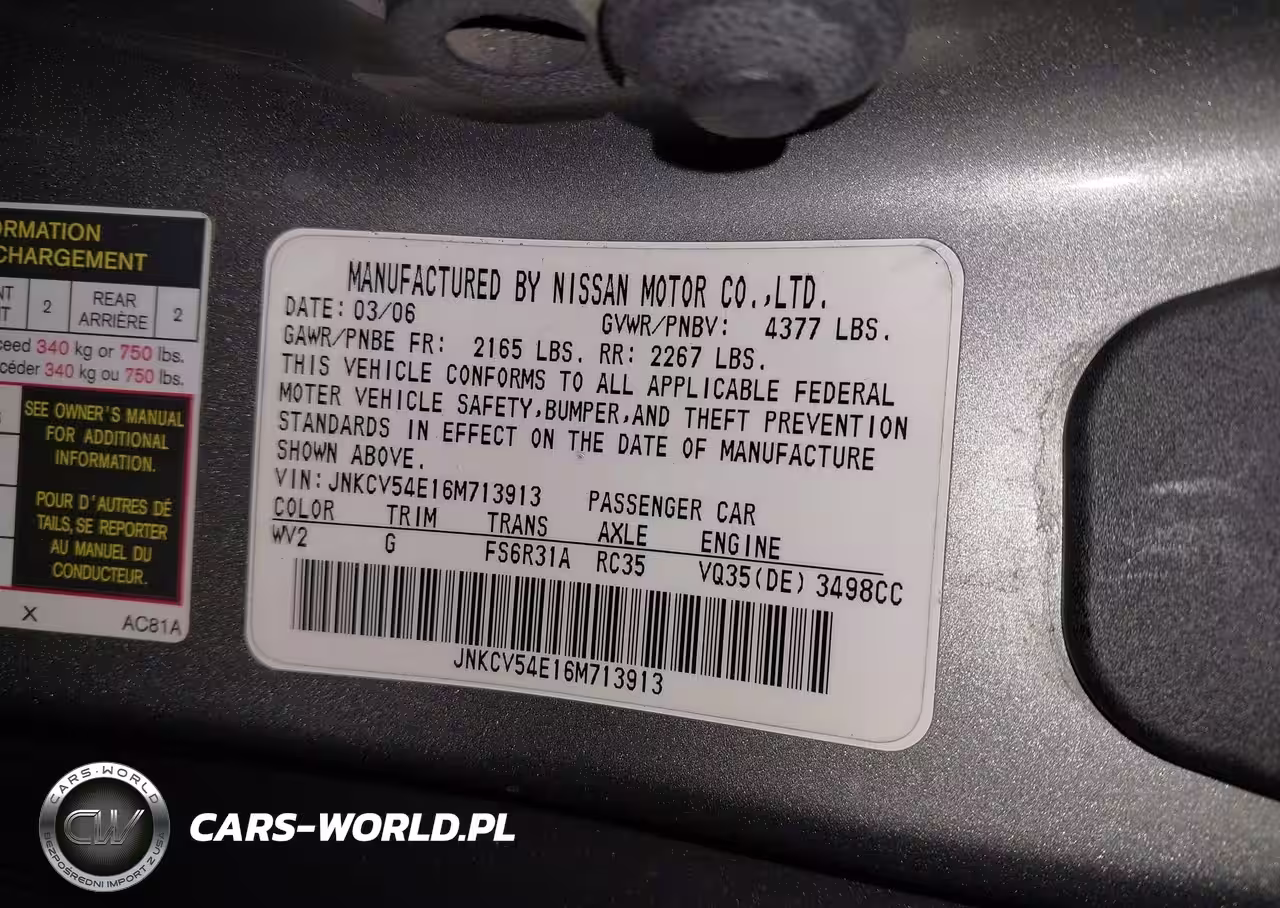 ORMATION
CHARGEMENT
NT 2 REAR 2
T ARRIÈRE
ceed 340 kg or 750 lbs.
céder 340 kg ou 750 lbs.
SEE OWNER'S MANUAL
FOR ADDITIONAL
INFORMATION.
POUR D'AUTRES DÉ
TAILS, SE REPORTER
AU MANUEL DU
CONDUCTEUR.
X AC81A
MANUFACTURED BY NISSAN MOTOR CO.,LTD.
DATE: 03/06 GVWR/PNBV: 4377 LBS.
GAWR/PNBE FR: 2165 LBS. RR: 2267 LBS.
THIS VEHICLE CONFORMS TO ALL APPLICABLE FEDERAL
MOTER VEHICLE SAFETY,BUMPER,AND THEFT PREVENTION
STANDARDS IN EFFECT ON THE DATE OF MANUFACTURE
SHOWN ABOVE.
VIN: JNKCV54E16M713913 PASSENGER CAR
COLOR TRIM TRANS AXLE ENGINE
WV2 G FS6R31A RC35 VQ35(DE) 3498CC
JNKCV54E16M713913
CARS-WORLD
CW
BEZPOŚREDNI IMPORT Z USA
CARS-WORLD.PL